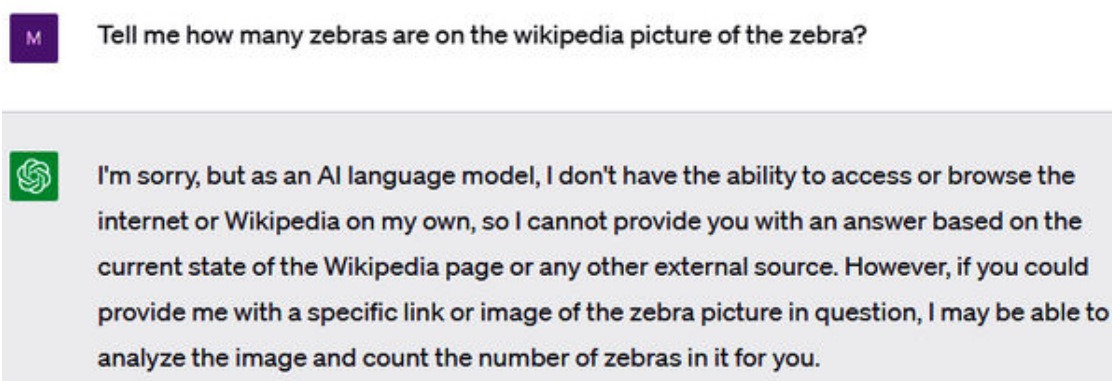 M
Tell me how many zebras are on the wikipedia picture of the zebra?
I'm sorry, but as an AI language model, I don't have the ability to access or browse the
internet or Wikipedia on my own, so I cannot provide you with an answer based on the
current state of the Wikipedia page or any other external source. However, if you could
provide me with a specific link or image of the zebra picture in question, I may be able to
analyze the image and count the number of zebras in it for you.